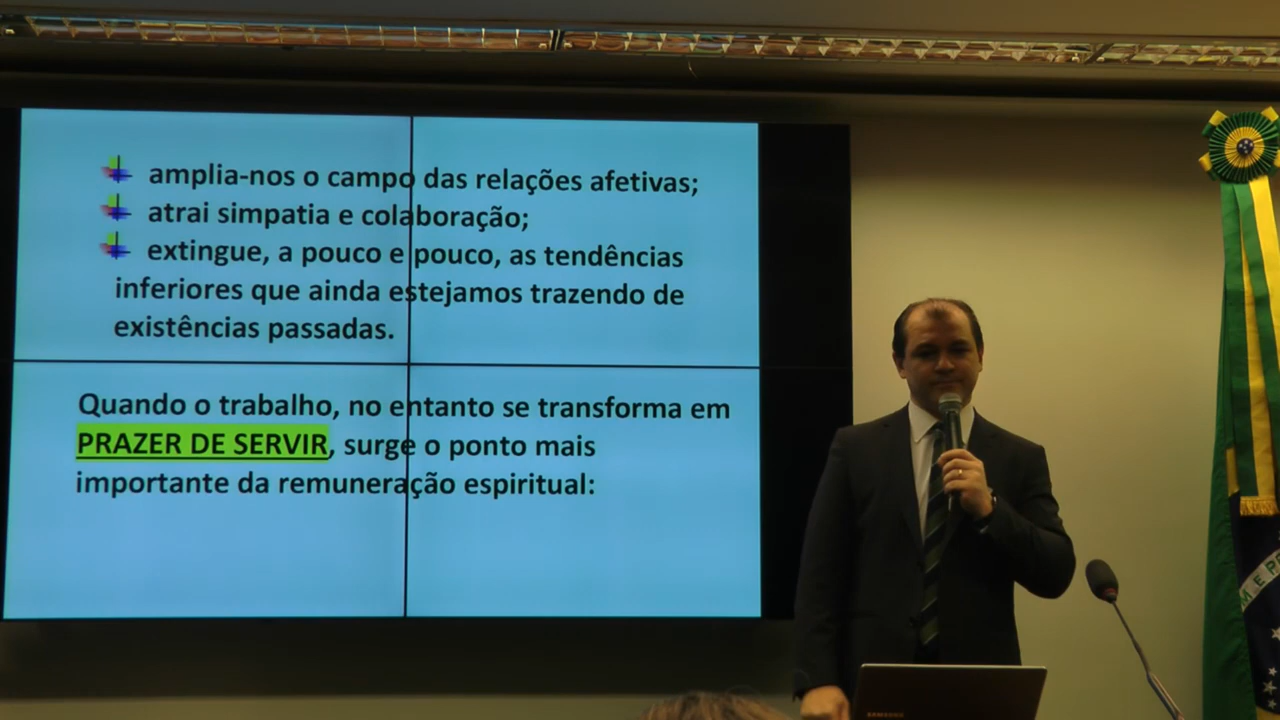 amplia-nos o campo das relações afetivas;
atrai simpatia e colaboração;
extingue, a pouco e pouco, as tendências
inferiores que ainda estejamos trazendo de
existências passadas.
Quando o trabalho, no entanto se transforma em
PRAZER DE SERVIR, surge o ponto mais
importante da remuneração espiritual:
SAMSUNG